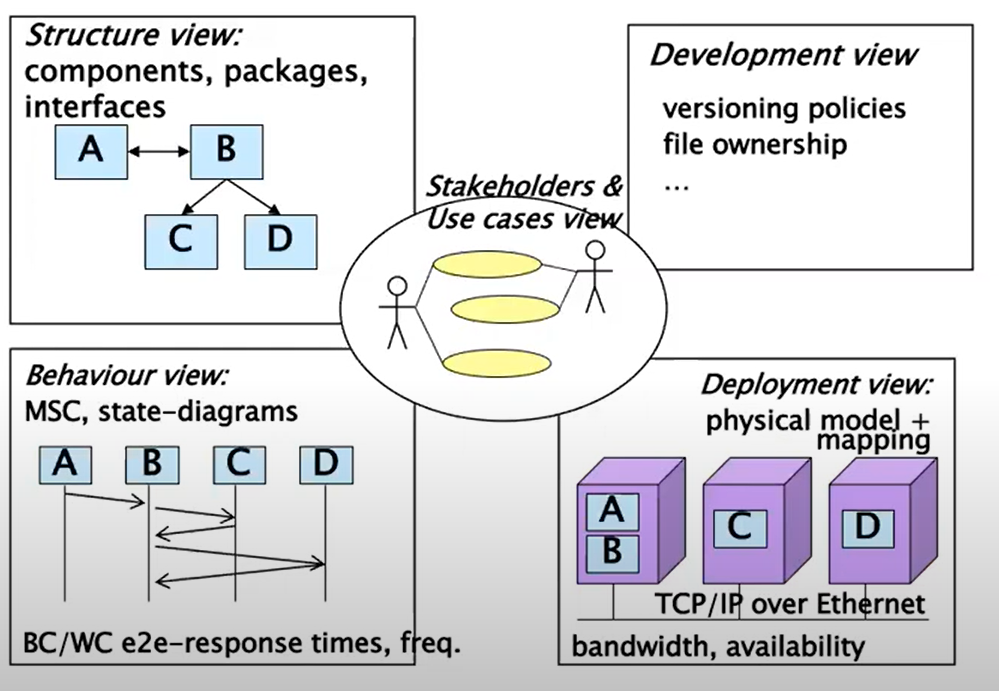 Structure view:
components, packages,
interfaces
A
B
C
D
Development view
versioning policies
file ownership
...
Stakeholders &
Use cases view
Behaviour view:
MSC, state-diagrams
A
B
C
D
BC/WC e2e-response times, freq.
Deployment view:
physical model +
mapping
A
B
C
D
TCP/IP over Ethernet
bandwidth, availability